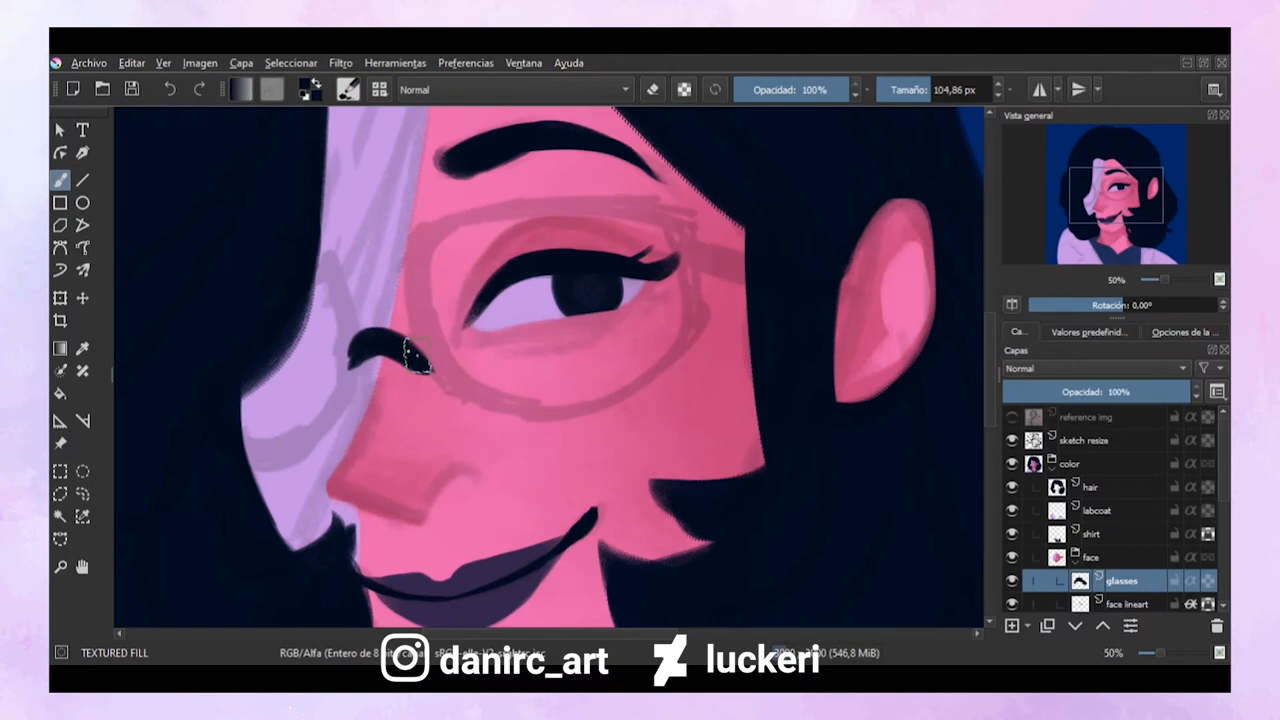 Archivo Editar Ver Imagen Capa Seleccionar Filtro Herramientas Preferencias Ventana Ayuda
Normal
Opacidad: 100%
Tamaño: 104,86 px
Vista general
50%
Rotación: 0,00º
Ca...
Valores predefinid...
Opciones de la ...
Capas
Normal
Opacidad: 100%
reference img
sketch resize
color
hair
labcoat
shirt
face
glasses
face lineart
TEXTURED FILL
RGB/Alfa (Entero de 8
(546,8 MiB)
50%
danirc_art
luckeri